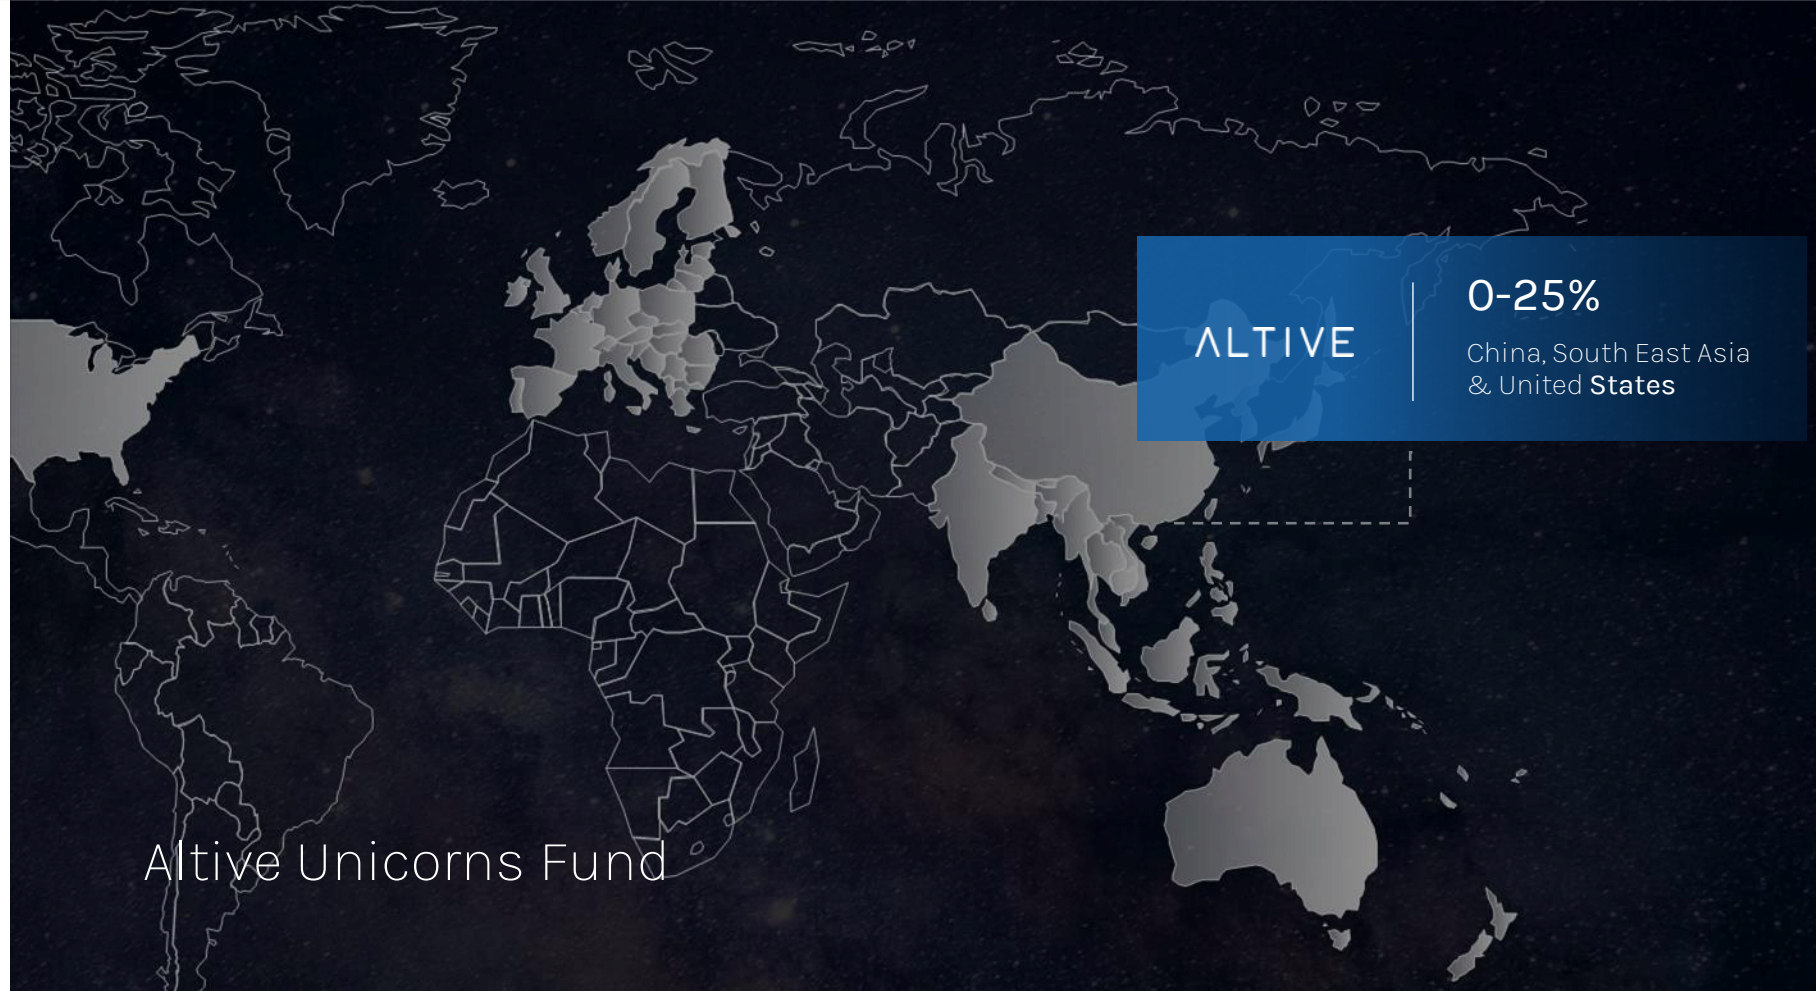 ALTIVE
0-25%
China, South East Asia
& United States
Altive Unicorns Fund